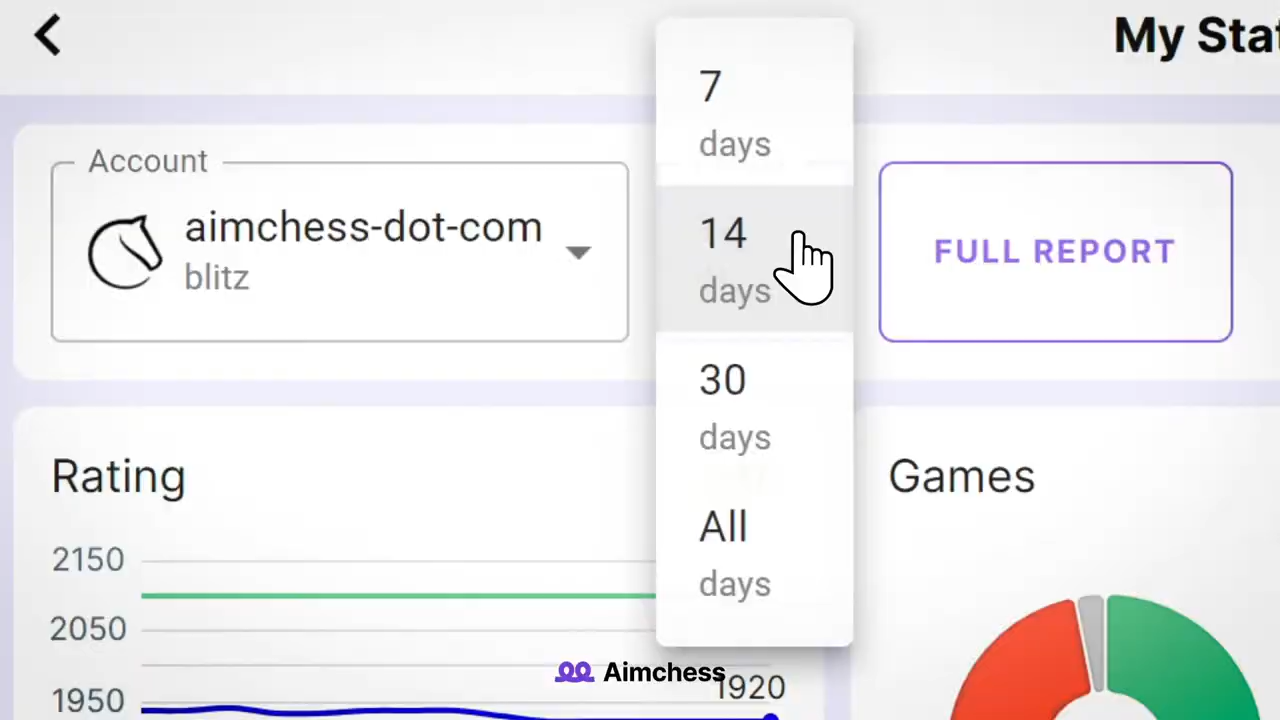 My Stat
Account
aimchess-dot-com
blitz
7
days
14
days
30
days
All
days
FULL REPORT
Rating
2150
2050
1950
1920
Games
Aimchess